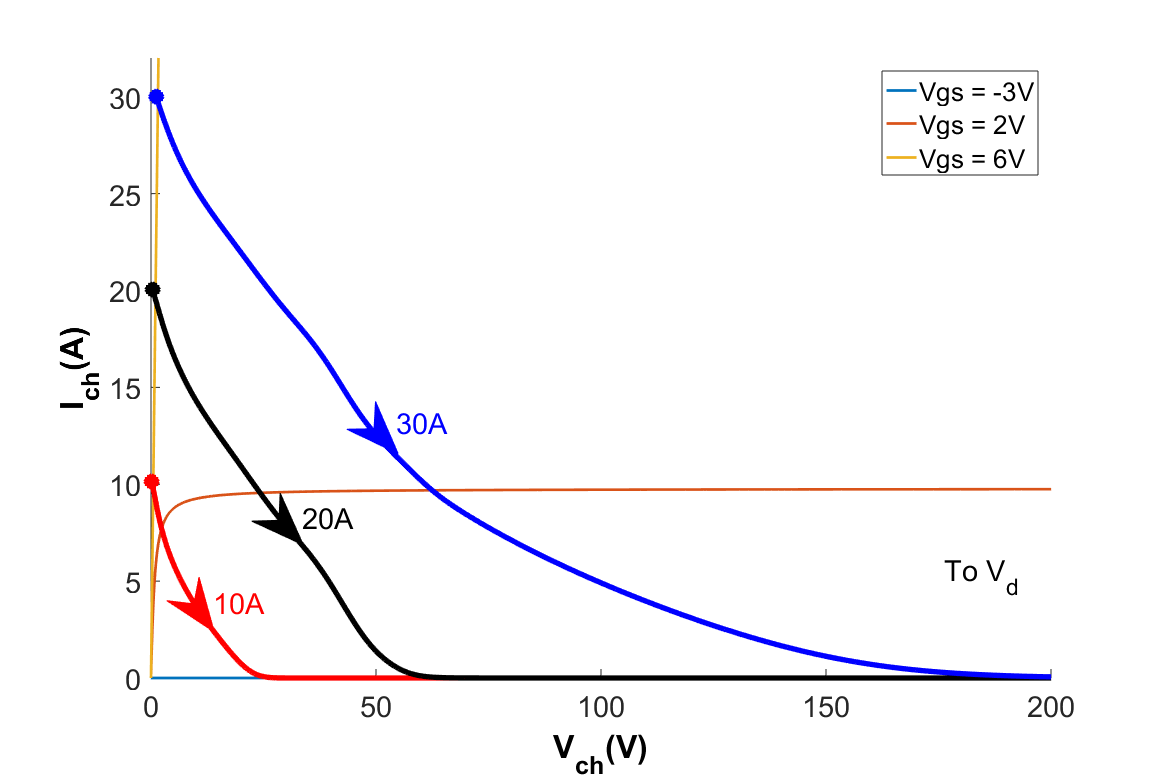 Vgs = -3V
Vgs = 2V
Vgs = 6V
30
25
20
15
10
5
0
I_ch(A)
30A
20A
10A
To V_d
0
50
100
150
200
V_ch(V)